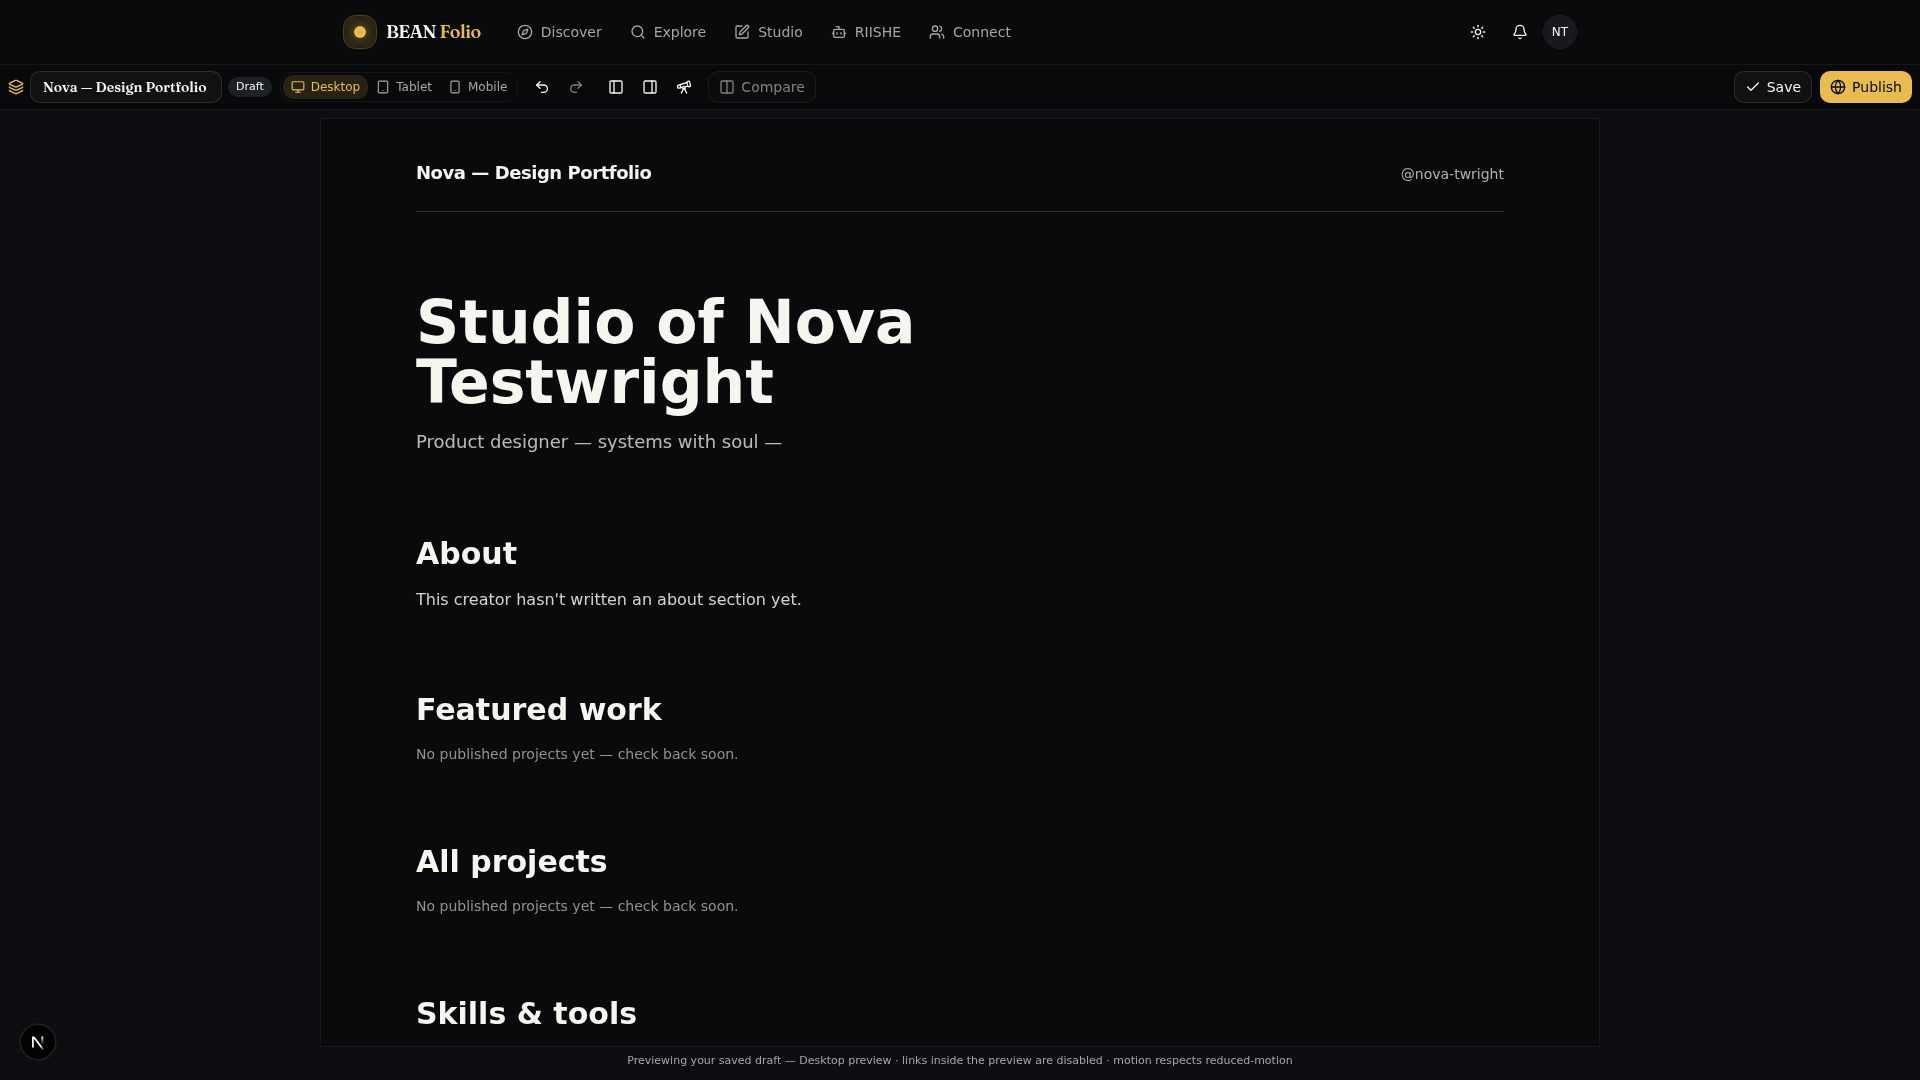 BEAN Folio
Discover
Explore
Studio
RIISHE
Connect
NT
Nova — Design Portfolio
Draft
Desktop
Tablet
Mobile
Compare
Save
Publish
Nova — Design Portfolio
@nova-twright
Studio of Nova
Testwright
Product designer — systems with soul —
About
This creator hasn't written an about section yet.
Featured work
No published projects yet — check back soon.
All projects
No published projects yet — check back soon.
Skills & tools
N
Previewing your saved draft — Desktop preview · links inside the preview are disabled · motion respects reduced-motion